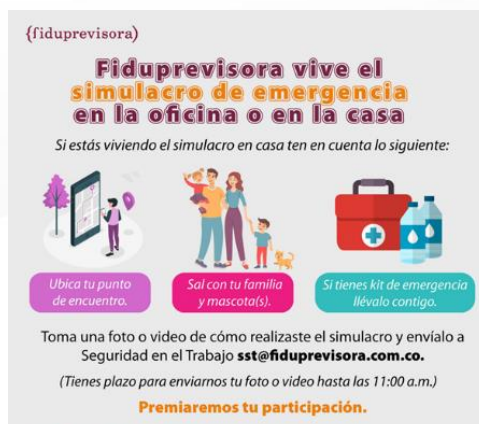 {fiduprevisora)
Fiduprevisora vive el
simulacro de emergencia
en la oficina o en la casa
Si estás viviendo el simulacro en casa ten en cuenta lo siguiente:
Ubica tu punto
de encuentro.
Sal con tu familia
y mascota(s).
Si tienes kit de emergencia
llévalo contigo.
Toma una foto o video de cómo realizaste el simulacro y envíalo a
Seguridad en el Trabajo sst@fiduprevisora.com.co.
(Tienes plazo para enviarnos tu foto o video hasta las 11:00 a.m.)
Premiaremos tu participación.